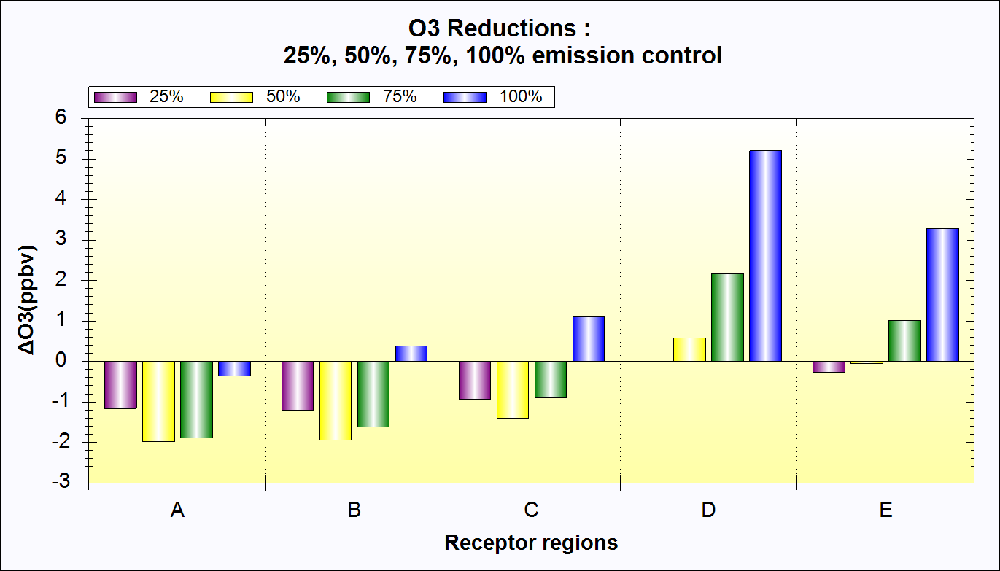 O3 Reductions :
25%, 50%, 75%, 100% emission control
25% 50% 75% 100%
6
5
4
3
2
1
0
-1
-2
-3
ΔO3(ppbv)
A B C D E
Receptor regions